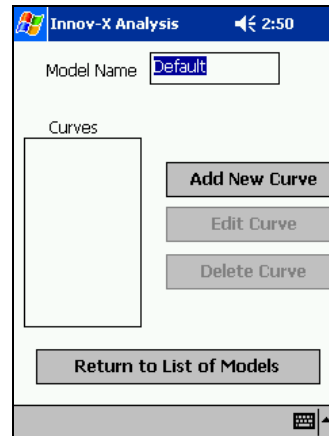 Innov-X Analysis 2:50
Model Name Default
Curves
Add New Curve
Edit Curve
Delete Curve
Return to List of Models